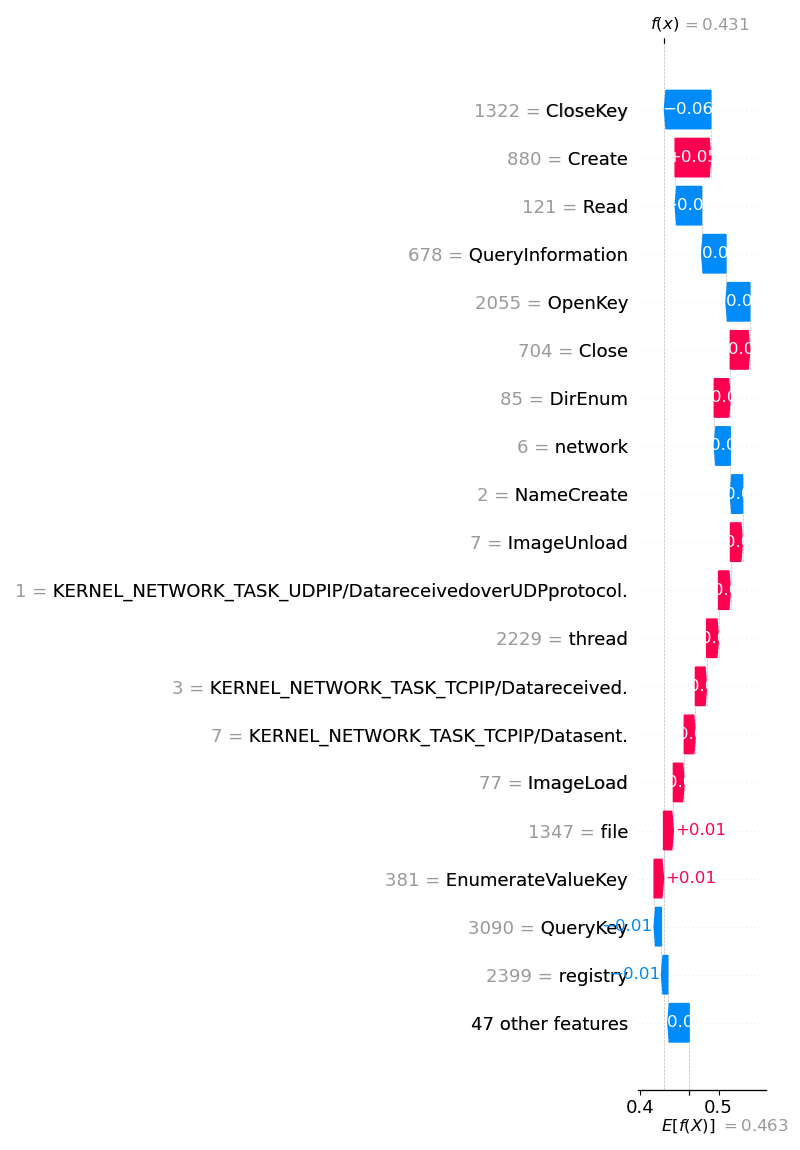 f(x) = 0.431
1322 = CloseKey −0.06
880 = Create +0.05
121 = Read
678 = QueryInformation
2055 = OpenKey
704 = Close
85 = DirEnum
6 = network
2 = NameCreate
7 = ImageUnload
1 = KERNEL_NETWORK_TASK_UDPIP/DatareceivedoverUDPprotocol.
2229 = thread
3 = KERNEL_NETWORK_TASK_TCPIP/Datareceived.
7 = KERNEL_NETWORK_TASK_TCPIP/Datasent.
77 = ImageLoad
1347 = file +0.01
381 = EnumerateValueKey +0.01
3090 = QueryKey −0.01
2399 = registry −0.01
47 other features
0.4 0.5
E[f(X)] = 0.463